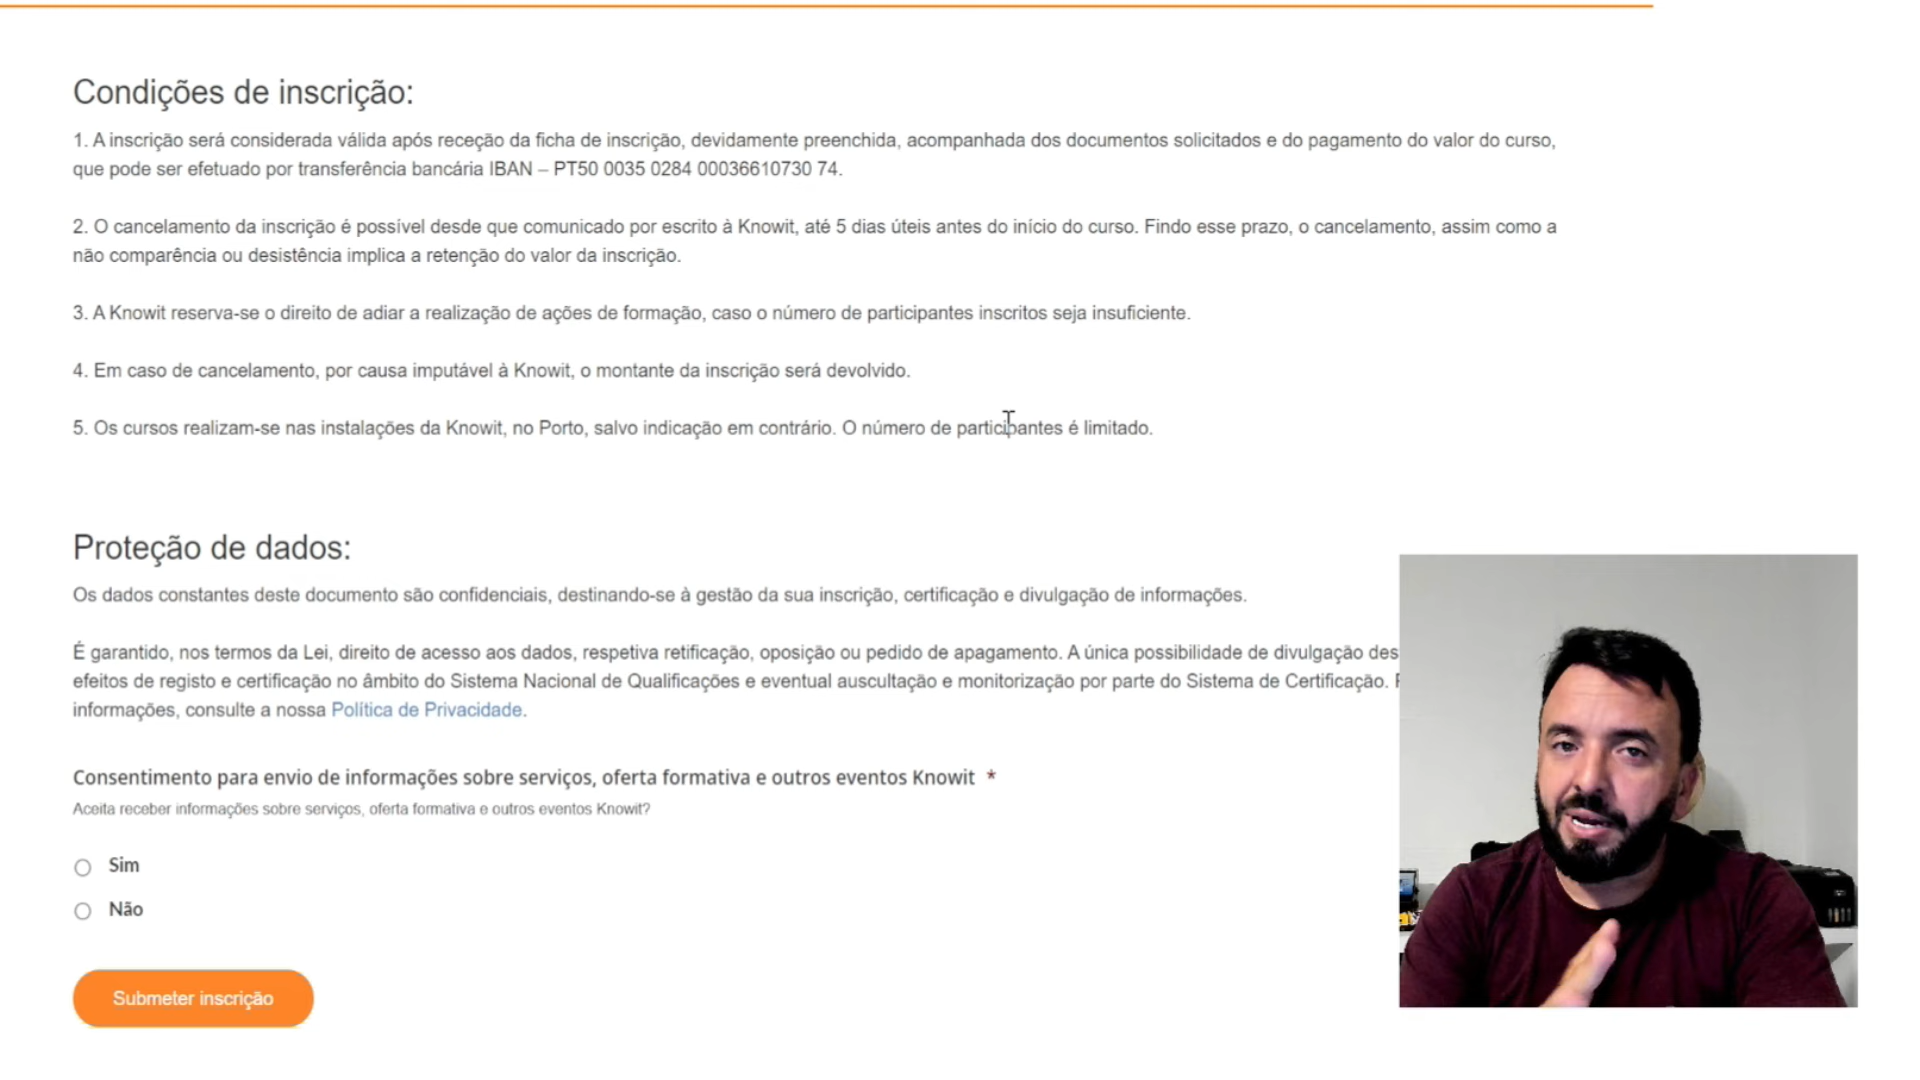 Condições de inscrição:
1. A inscrição será considerada válida após receção da ficha de inscrição, devidamente preenchida, acompanhada dos documentos solicitados e do pagamento do valor do curso,
que pode ser efetuado por transferência bancária IBAN – PT50 0035 0284 00036610730 74.
2. O cancelamento da inscrição é possível desde que comunicado por escrito à Knowit, até 5 dias úteis antes do início do curso. Findo esse prazo, o cancelamento, assim como a
não comparência ou desistência implica a retenção do valor da inscrição.
3. A Knowit reserva-se o direito de adiar a realização de ações de formação, caso o número de participantes inscritos seja insuficiente.
4. Em caso de cancelamento, por causa imputável à Knowit, o montante da inscrição será devolvido.
5. Os cursos realizam-se nas instalações da Knowit, no Porto, salvo indicação em contrário. O número de participantes é limitado.
Proteção de dados:
Os dados constantes deste documento são confidenciais, destinando-se à gestão da sua inscrição, certificação e divulgação de informações.
É garantido, nos termos da Lei, direito de acesso aos dados, respetiva retificação, oposição ou pedido de apagamento. A única possibilidade de divulgação des
efeitos de registo e certificação no âmbito do Sistema Nacional de Qualificações e eventual auscultação e monitorização por parte do Sistema de Certificação.
informações, consulte a nossa Política de Privacidade.
Consentimento para envio de informações sobre serviços, oferta formativa e outros eventos Knowit *
Aceita receber informações sobre serviços, oferta formativa e outros eventos Knowit?
Sim
Não
Submeter inscrição